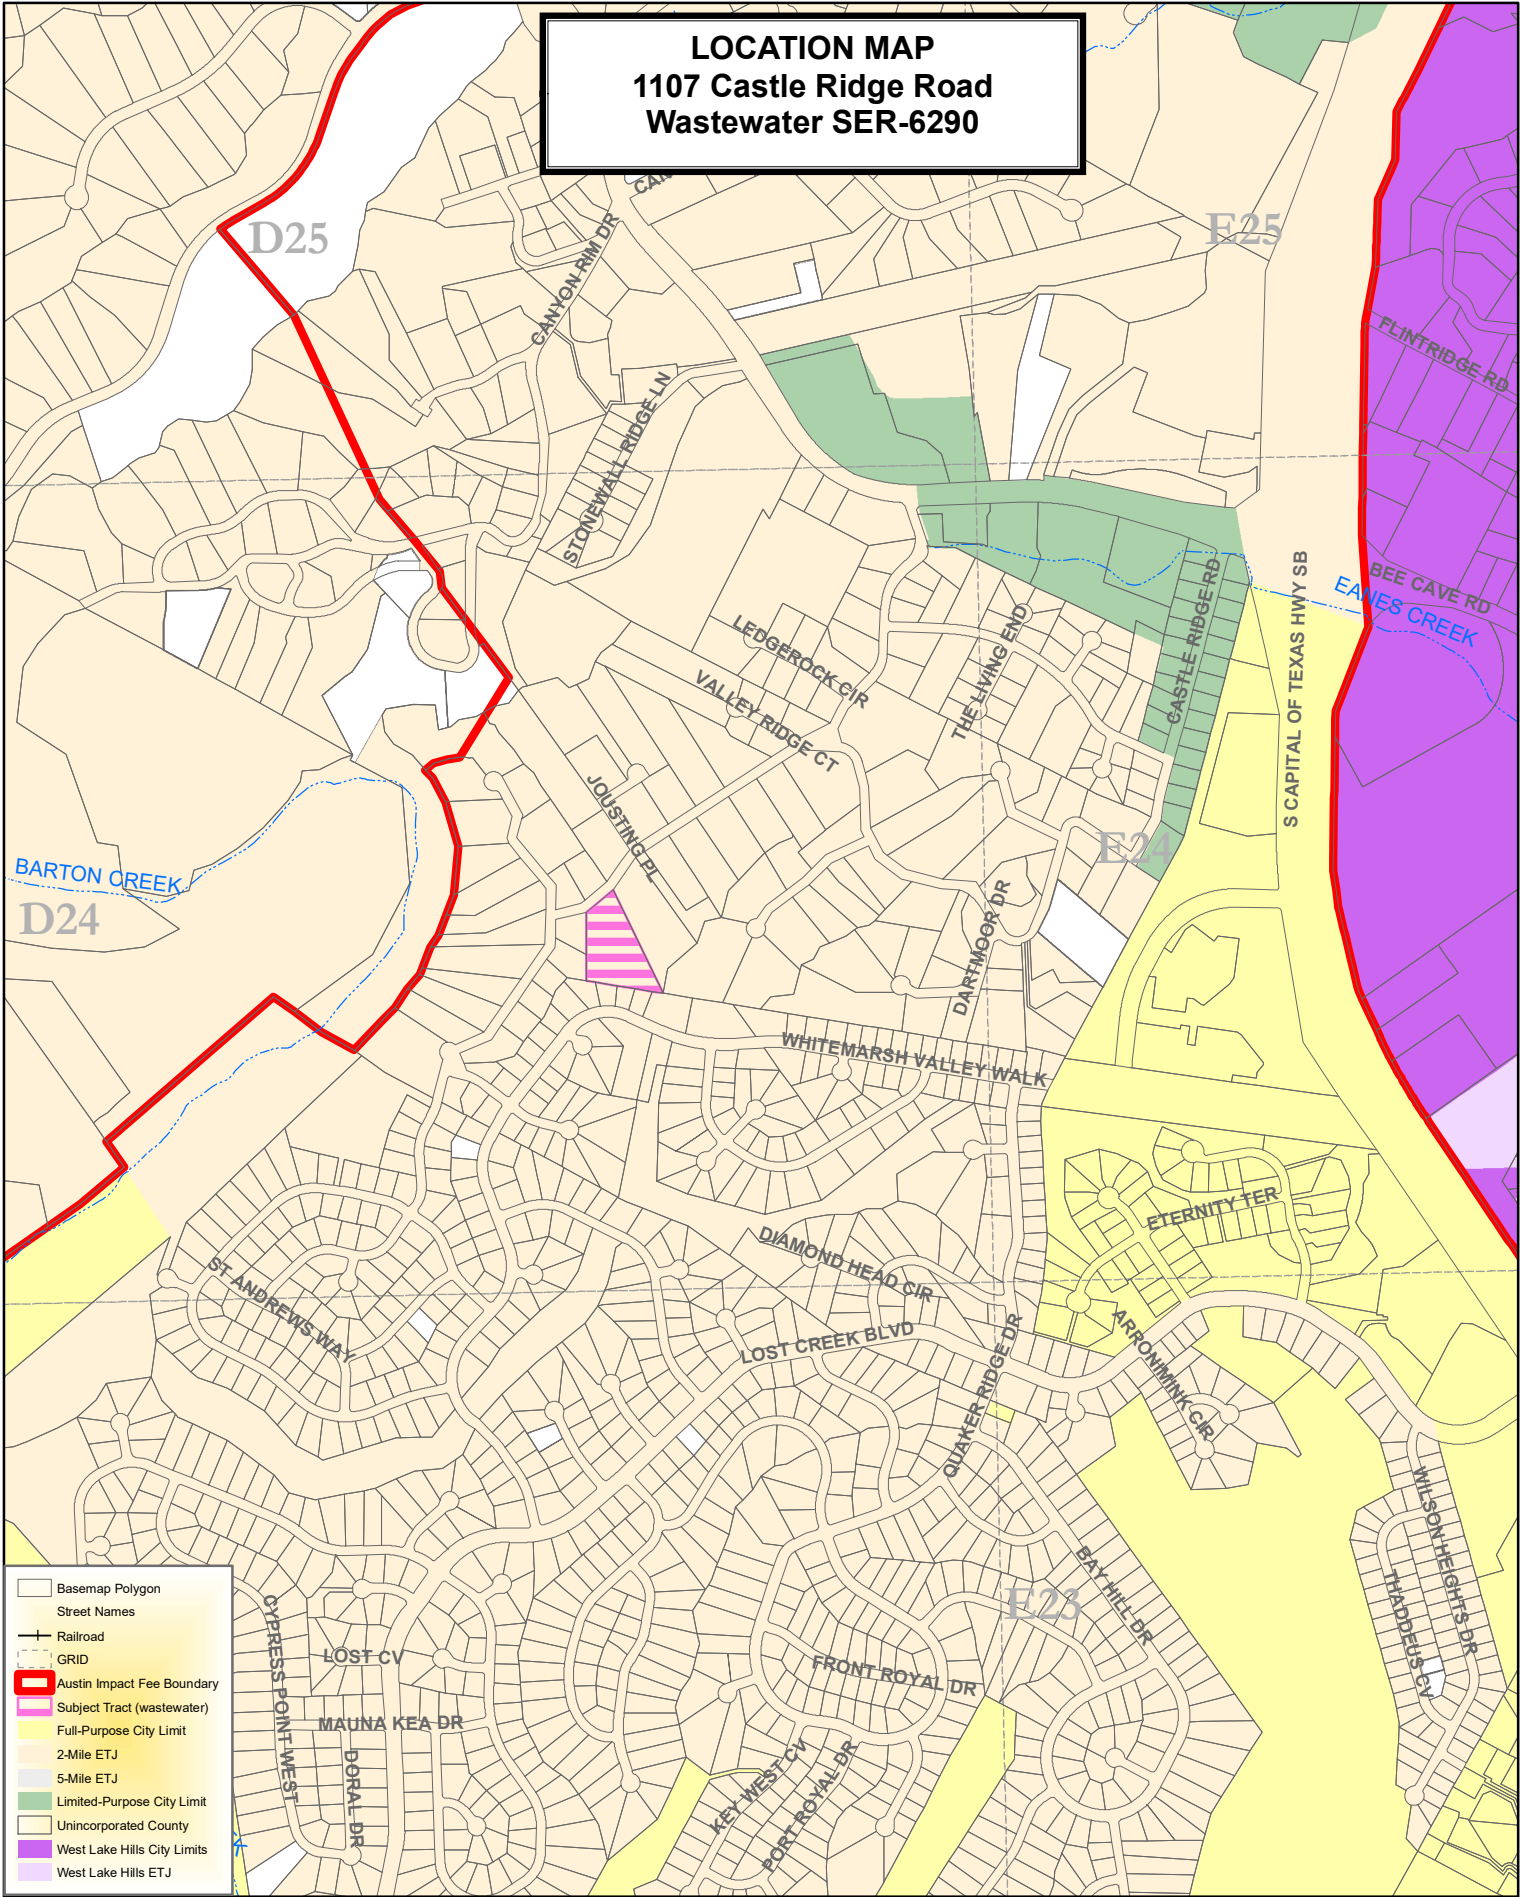 LOCATION MAP
1107 Castle Ridge Road
Wastewater SER-6290
D25
E25
CANYON RIM DR
FLINTRIDGE RD
STONEWALL RIDGE LN
BEE CAVE RD
EANES CREEK
S CAPITAL OF TEXAS HWY SB
CASTLE RIDGE RD
THE LIVING END
LEDGEROCK CIR
VALLEY RIDGE CT
JOUSTING PL
E24
BARTON CREEK
D24
DARTMOOR DR
WHITEMARSH VALLEY WALK
ETERNITY TER
DIAMOND HEAD CIR
ST ANDREWS WAY
LOST CREEK BLVD
QUAKER RIDGE DR
ARRONIMINK CIR
WILSON HEIGHTS DR
THADDEUS CV
BAY HILL DR
E23
CYPRESS POINT WEST
LOST CV
FRONT ROYAL DR
MAUNA KEA DR
DORAL DR
KEY WEST CV
PORT ROYAL DR
Basemap Polygon
Street Names
Railroad
GRID
Austin Impact Fee Boundary
Subject Tract (wastewater)
Full-Purpose City Limit
2-Mile ETJ
5-Mile ETJ
Limited-Purpose City Limit
Unincorporated County
West Lake Hills City Limits
West Lake Hills ETJ